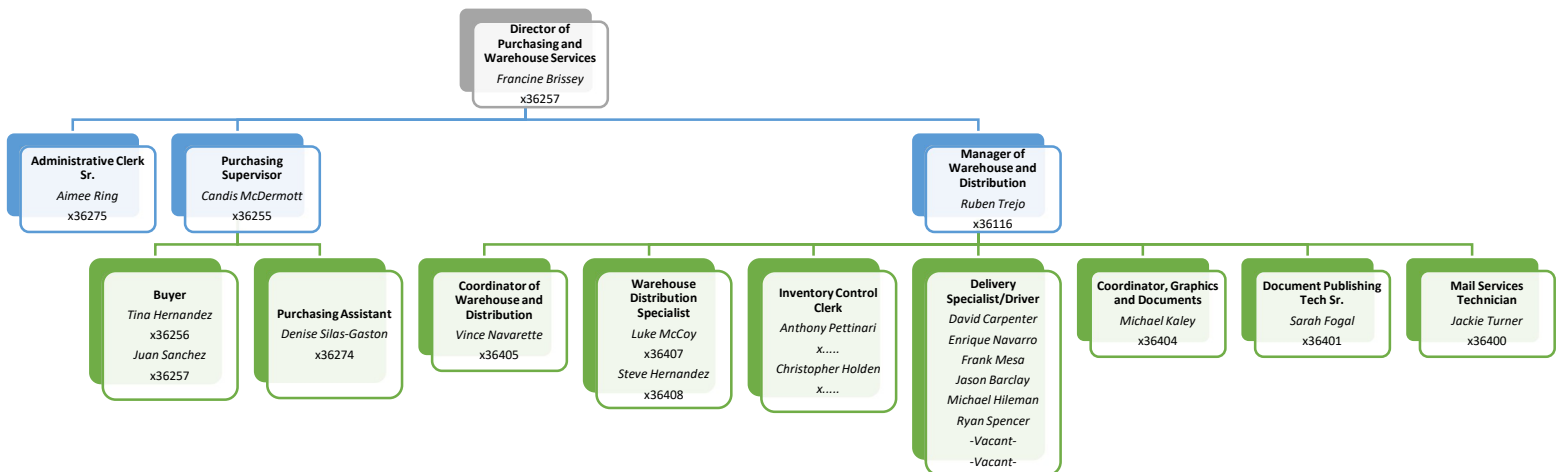 Director of
Purchasing and
Warehouse Services
Francine Brissey
x36257
Administrative Clerk
Sr.
Aimee Ring
x36275
Purchasing
Supervisor
Candis McDermott
x36255
Manager of
Warehouse and
Distribution
Ruben Trejo
x36116
Buyer
Tina Hernandez
x36256
Juan Sanchez
x36257
Purchasing Assistant
Denise Silas-Gaston
x36274
Coordinator of
Warehouse and
Distribution
Vince Navarette
x36405
Warehouse
Distribution
Specialist
Luke McCoy
x36407
Steve Hernandez
x36408
Inventory Control
Clerk
Anthony Pettinari
x.....
Christopher Holden
x.....
Delivery
Specialist/Driver
David Carpenter
Enrique Navarro
Frank Mesa
Jason Barclay
Michael Hileman
Ryan Spencer
-Vacant-
-Vacant-
Coordinator, Graphics
and Documents
Michael Kaley
x36404
Document Publishing
Tech Sr.
Sarah Fogal
x36401
Mail Services
Technician
Jackie Turner
x36400